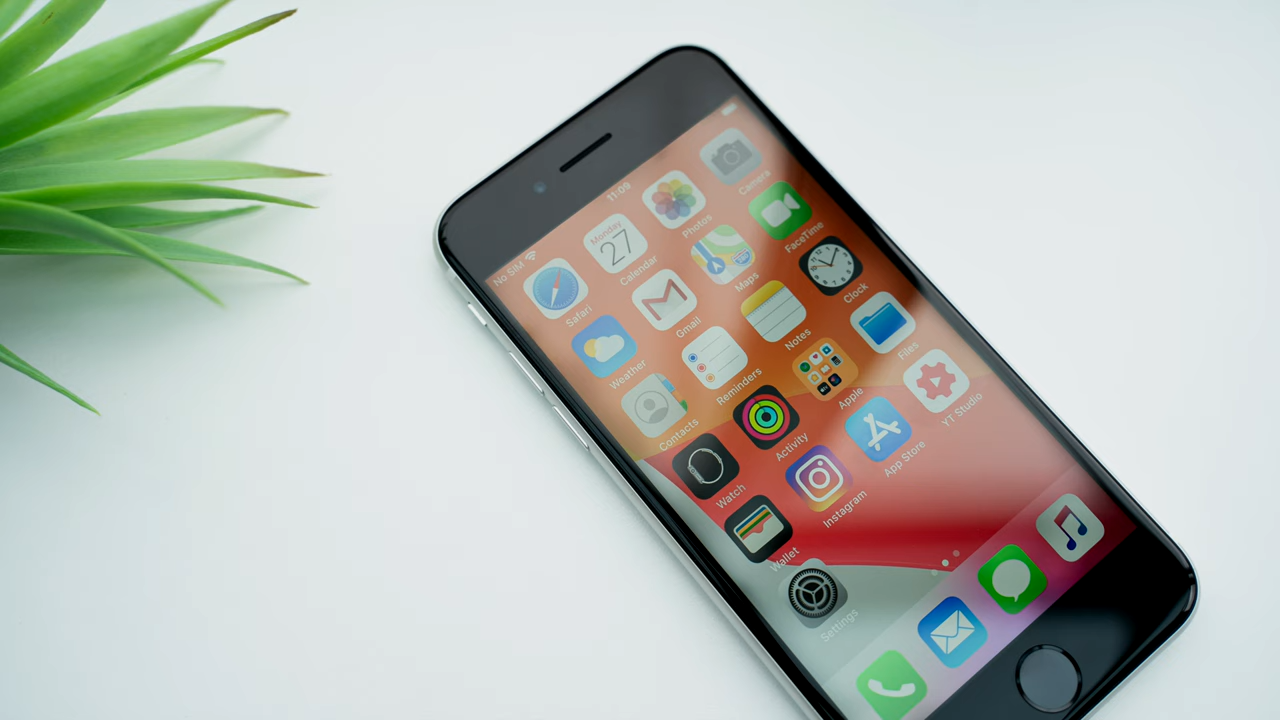 No SIM 11:09
Monday
27
Safari
Calendar
Photos
Camera
Weather
Gmail
Maps
FaceTime
Contacts
Reminders
Notes
Clock
Watch
Activity
Apple
Files
Wallet
Instagram
App Store
YT Studio
Settings